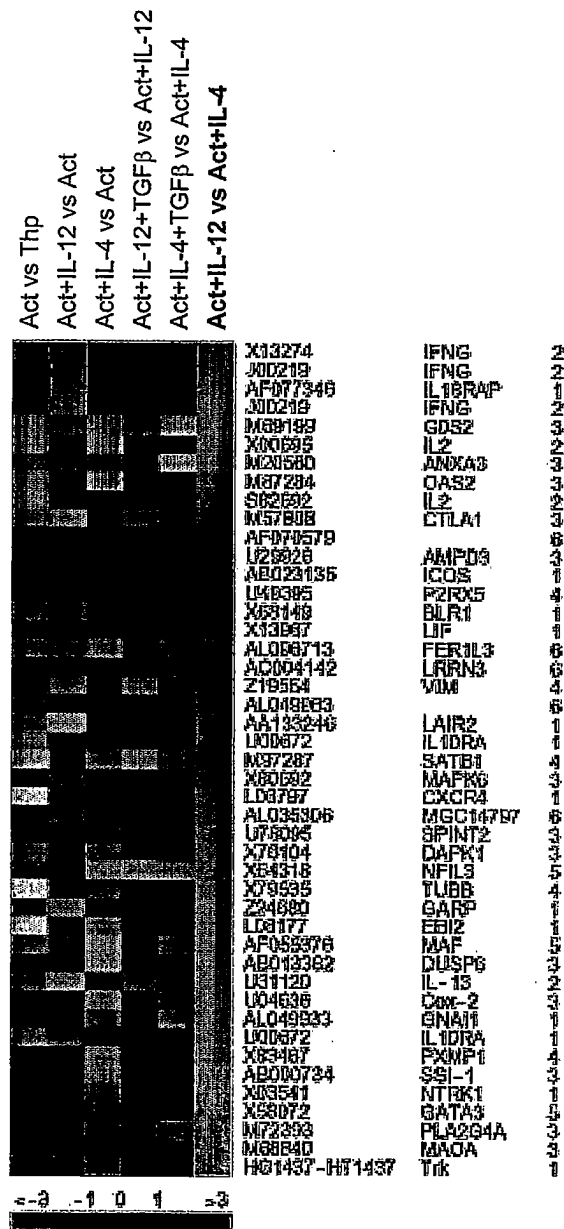 Act vs Thp
Act+IL-12 vs Act
Act+IL-4 vs Act
Act+IL-12+TGFβ vs Act+IL-12
Act+IL-4+TGFβ vs Act+IL-4
Act+IL-12 vs Act+IL-4
X13274 IFNG 2
J00219 IFNG 2
AF077346 IL18RAP 1
J00219 IFNG 2
M69199 G0S2 3
X00695 IL2 2
M20560 ANXA3 3
M87284 OAS2 3
S82692 IL2 2
M57888 CTLA1 3
AF070579 6
U29926 AMPD3 3
AB023135 ICOS 1
U49395 P2RX5 4
X68149 BLR1 1
X13967 LIF 1
AL096713 FER1L3 6
AC004142 LRRN3 6
Z19554 VIM 4
6
AA133246 LAIR2 1
U00672 IL10RA 1
M97287 SATB1 4
X80692 MAPK6 3
L06797 CXCR4 1
AL035306 MGC14797 6
U78095 SPINT2 3
X76104 DAPK1 3
X64318 NFIL3 5
X79535 TUBB 4
Z24680 GARP 1
L08177 EBI2 1
AF055376 MAF 5
AB013382 DUSP6 3
U31120 IL-13 2
U04636 Cox-2 3
AL049933 GNAI1 1
U00672 IL10RA 1
X83467 PXMP1 4
AB000734 SSI-1 3
X03541 NTRK1 1
X58072 GATA3 5
M72393 PLA2G4A 3
M68840 MAOA 3
HG1437-HT1437 Trk 1
=-3 -1 0 1 =3